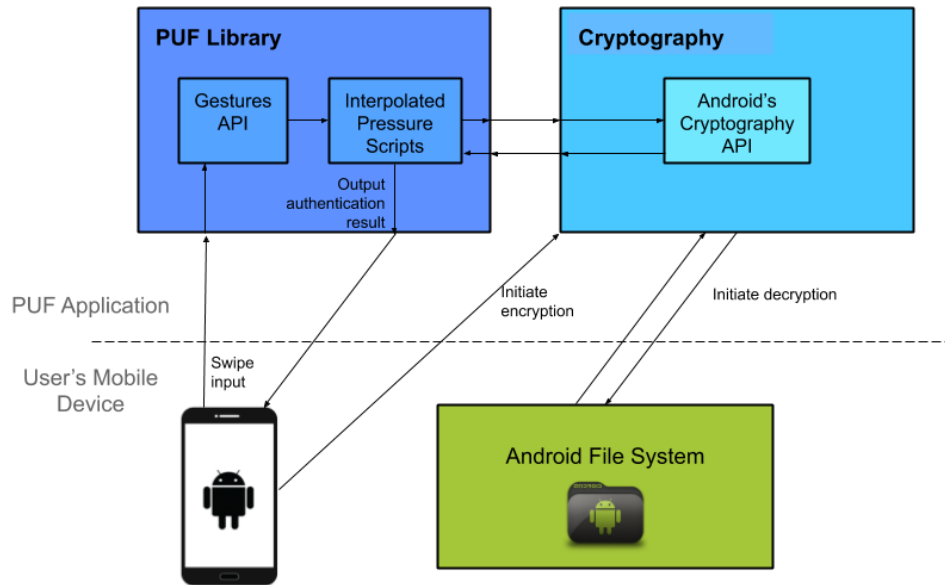 PUF Library
Cryptography
Gestures
API
Interpolated
Pressure
Scripts
Android's
Cryptography
API
Output
authentication
result
PUF Application
Initiate
encryption
Initiate decryption
Swipe
input
User's Mobile
Device
Android File System
ANDROID